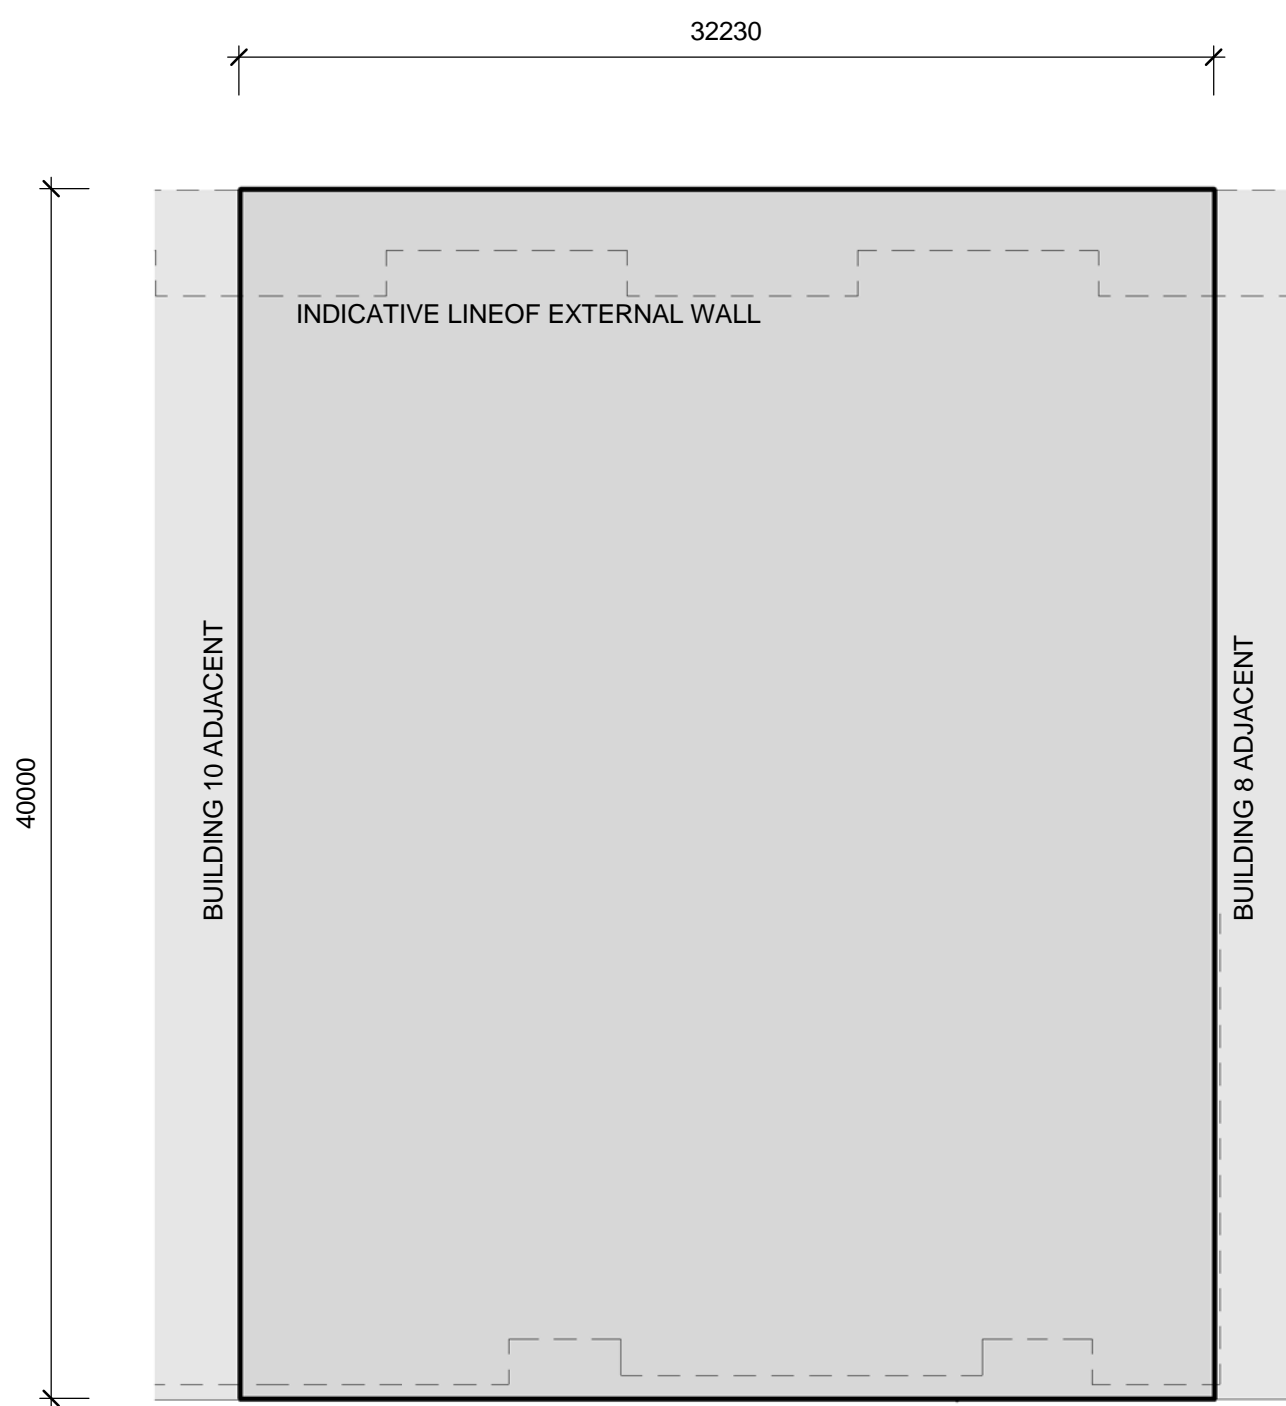 32230
INDICATIVE LINEOF EXTERNAL WALL
BUILDING 10 ADJACENT
BUILDING 8 ADJACENT
40000